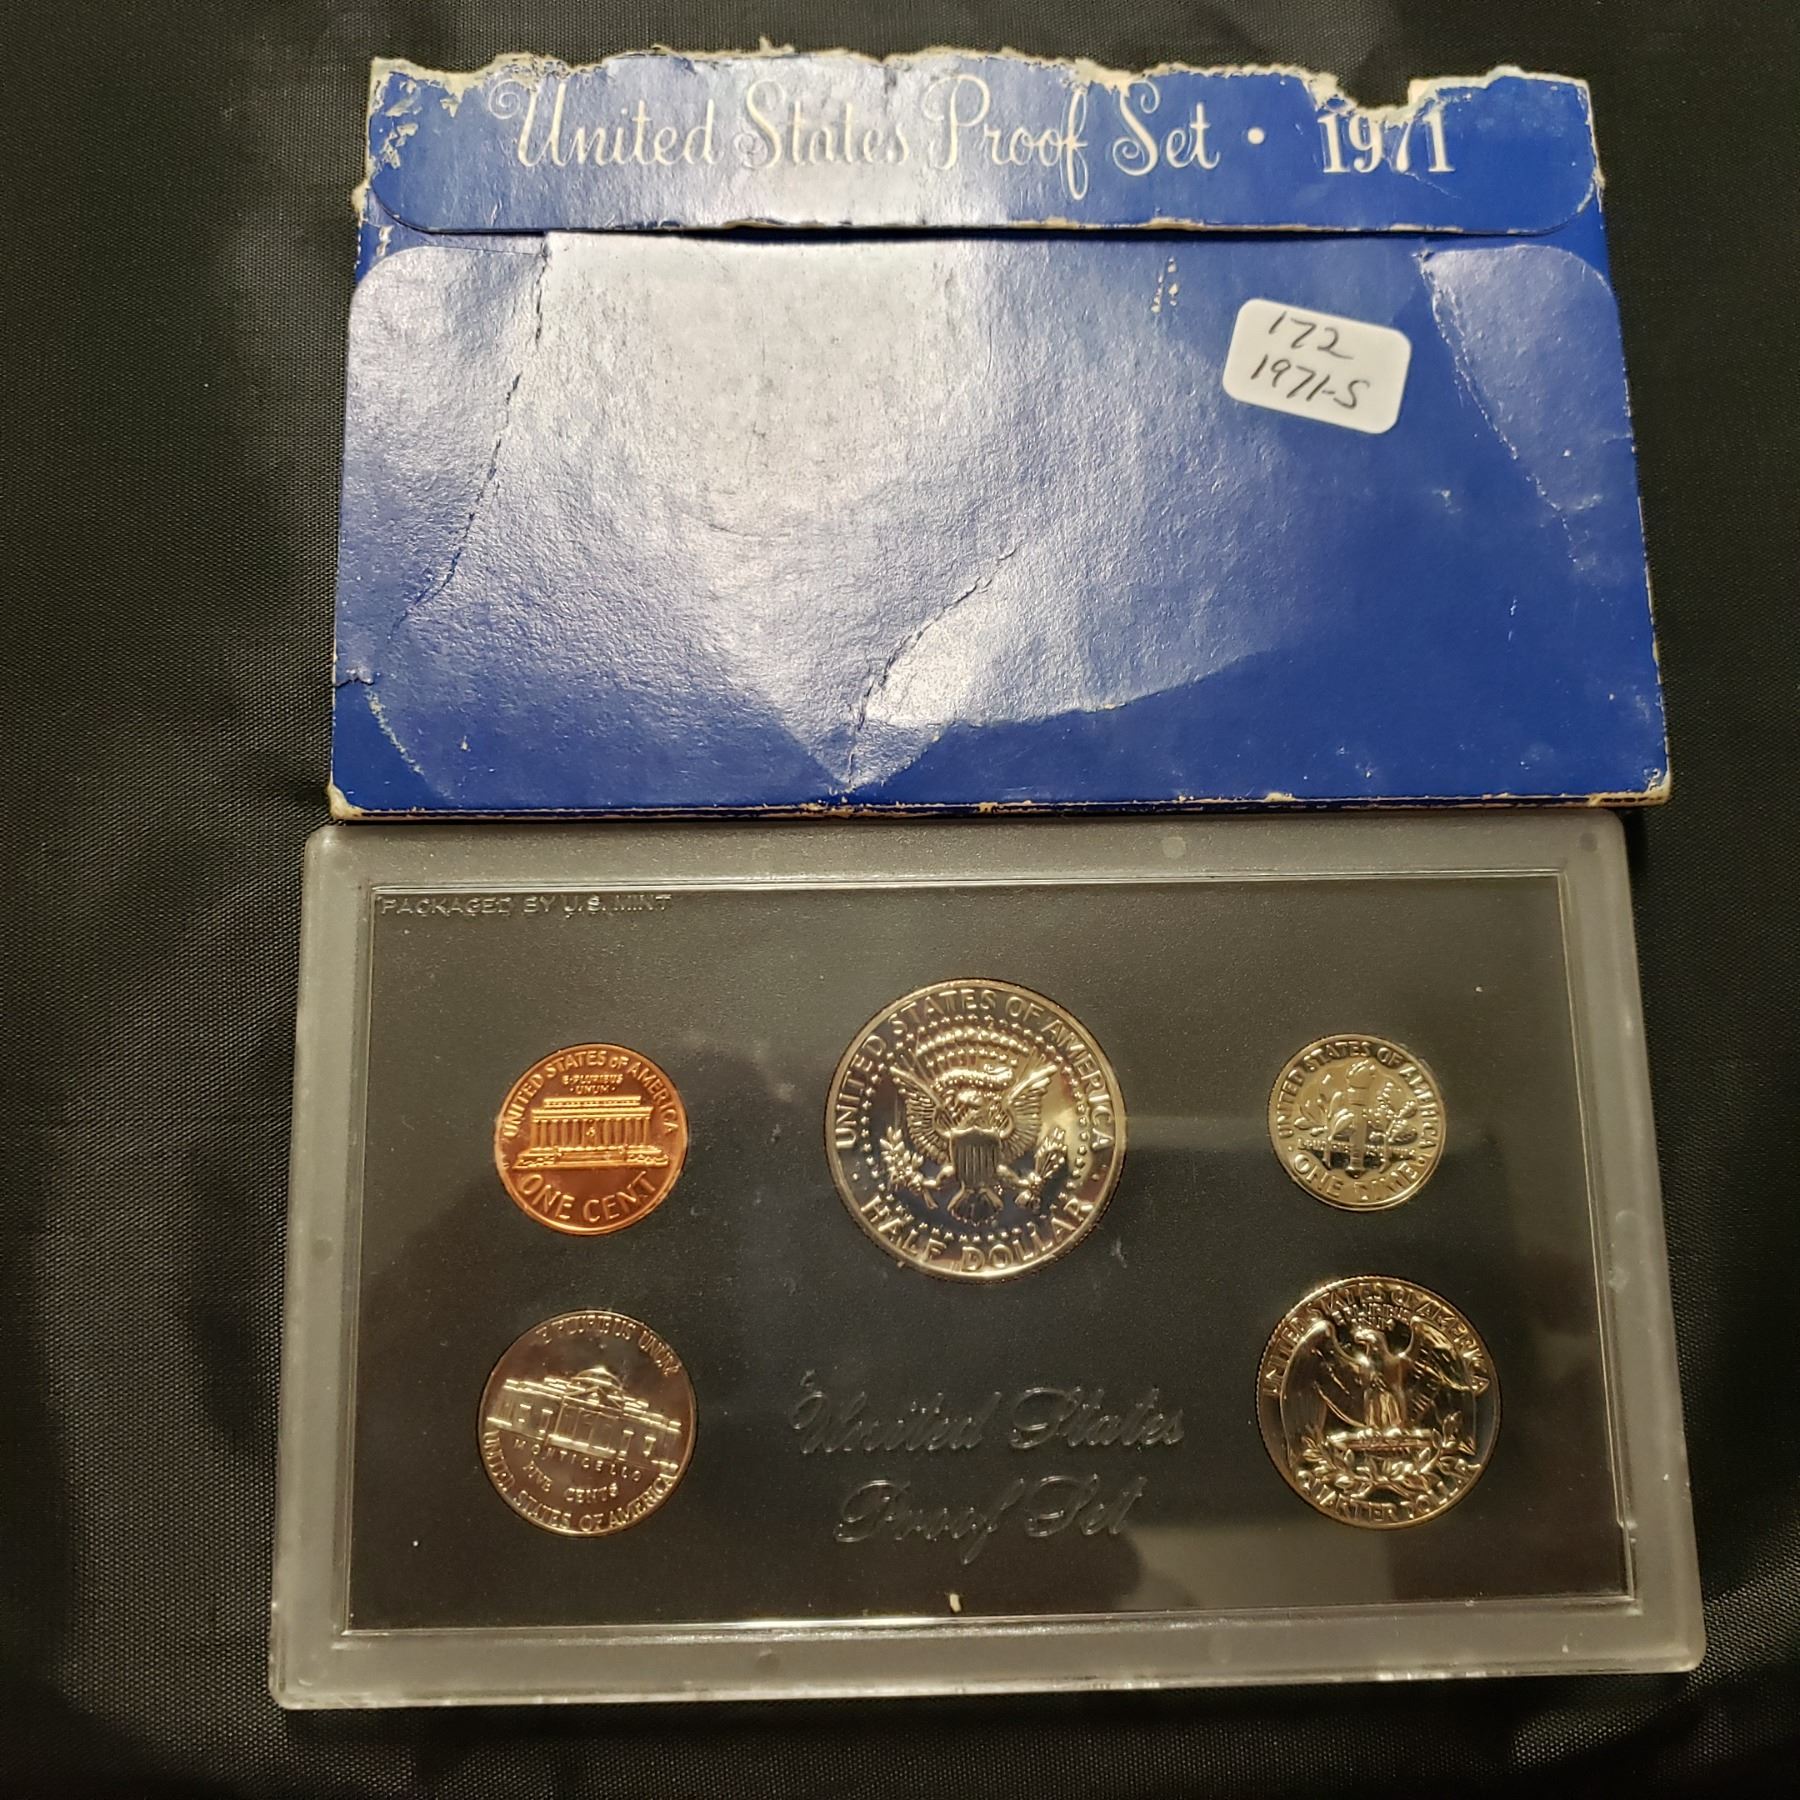 United States Proof Set • 1971
172
1971-S
PACKAGED BY U.S. MINT
UNITED STATES OF AMERICA
E·PLURIBUS
·UNUM·
ONE CENT
UNITED STATES OF AMERICA
HALF DOLLAR
UNITED STATES OF AMERICA
ONE DIME
E PLURIBUS UNUM
MONTICELLO
FIVE CENTS
UNITED STATES OF AMERICA
United States
Proof Set
UNITED STATES OF AMERICA
E PLURIBUS
UNUM
QUARTER DOLLAR